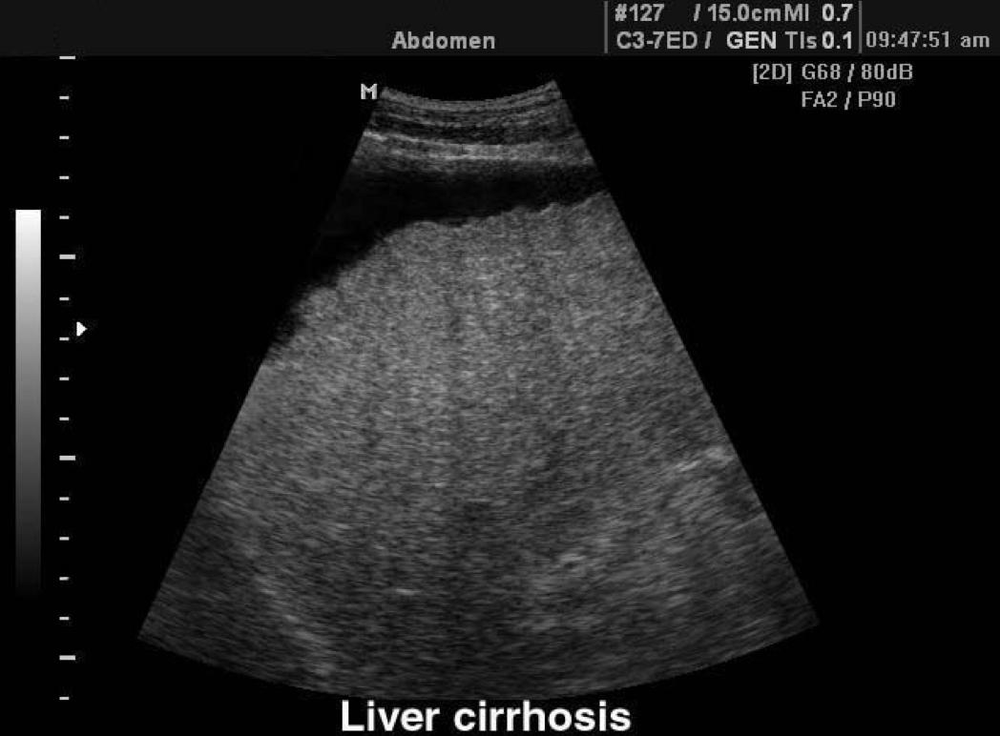 #127 / 15.0cm MI 0.7
Abdomen C3-7ED / GEN TIs 0.1 09:47:51 am
[2D] G68 / 80dB
FA2 / P90
M
Liver cirrhosis